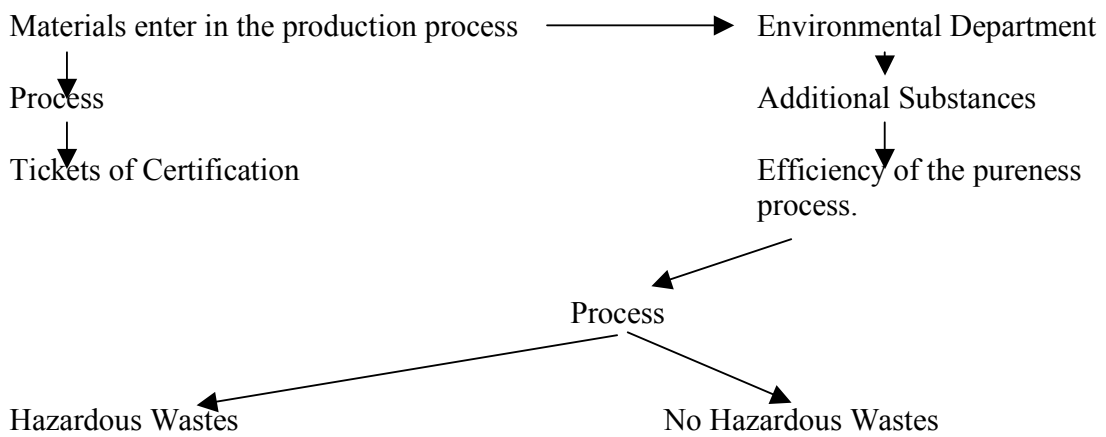 Materials enter in the production process
Environmental Department
Process
Additional Substances
Tickets of Certification
Efficiency of the pureness
process.
Process
Hazardous Wastes
No Hazardous Wastes